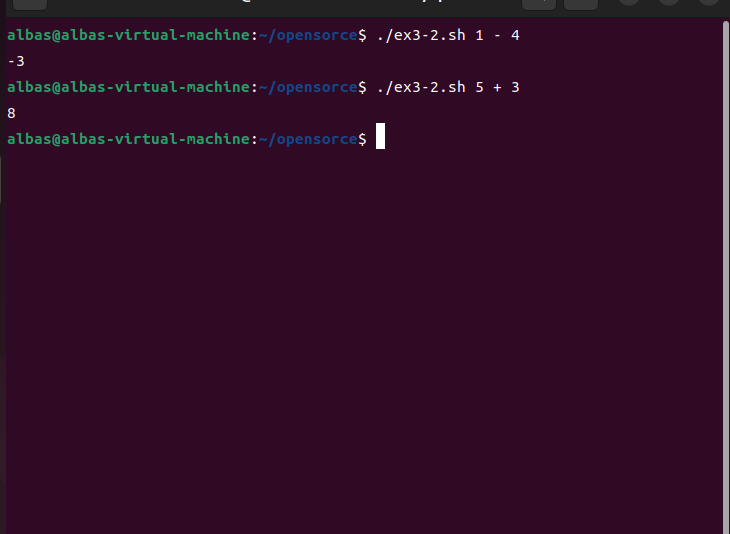 albas@albas-virtual-machine:~/opensorce$ ./ex3-2.sh 1 - 4
-3
albas@albas-virtual-machine:~/opensorce$ ./ex3-2.sh 5 + 3
8
albas@albas-virtual-machine:~/opensorce$